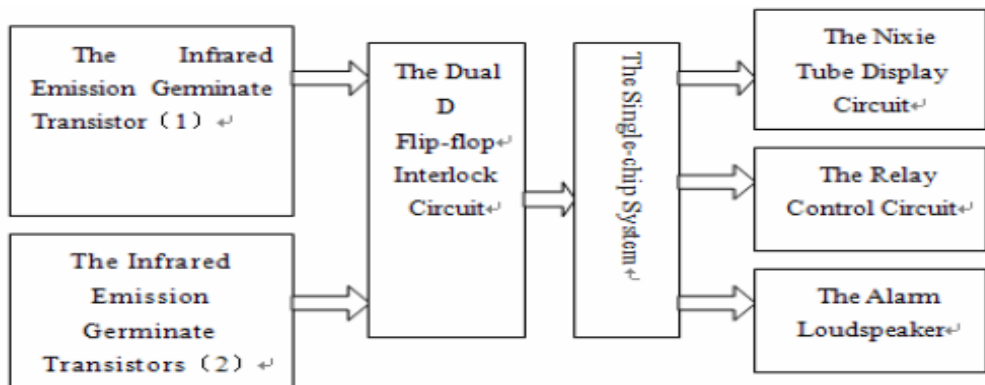 The Infrared
Emission Germinate
Transistor（1）↵
The Infrared
Emission
Germinate
Transistors（2）↵
The Dual
D
Flip-flop↵
Interlock
Circuit↵
The Single-chip System↵
The Nixie
Tube Display
Circuit↵
The Relay
Control Circuit↵
The Alarm
Loudspeaker↵